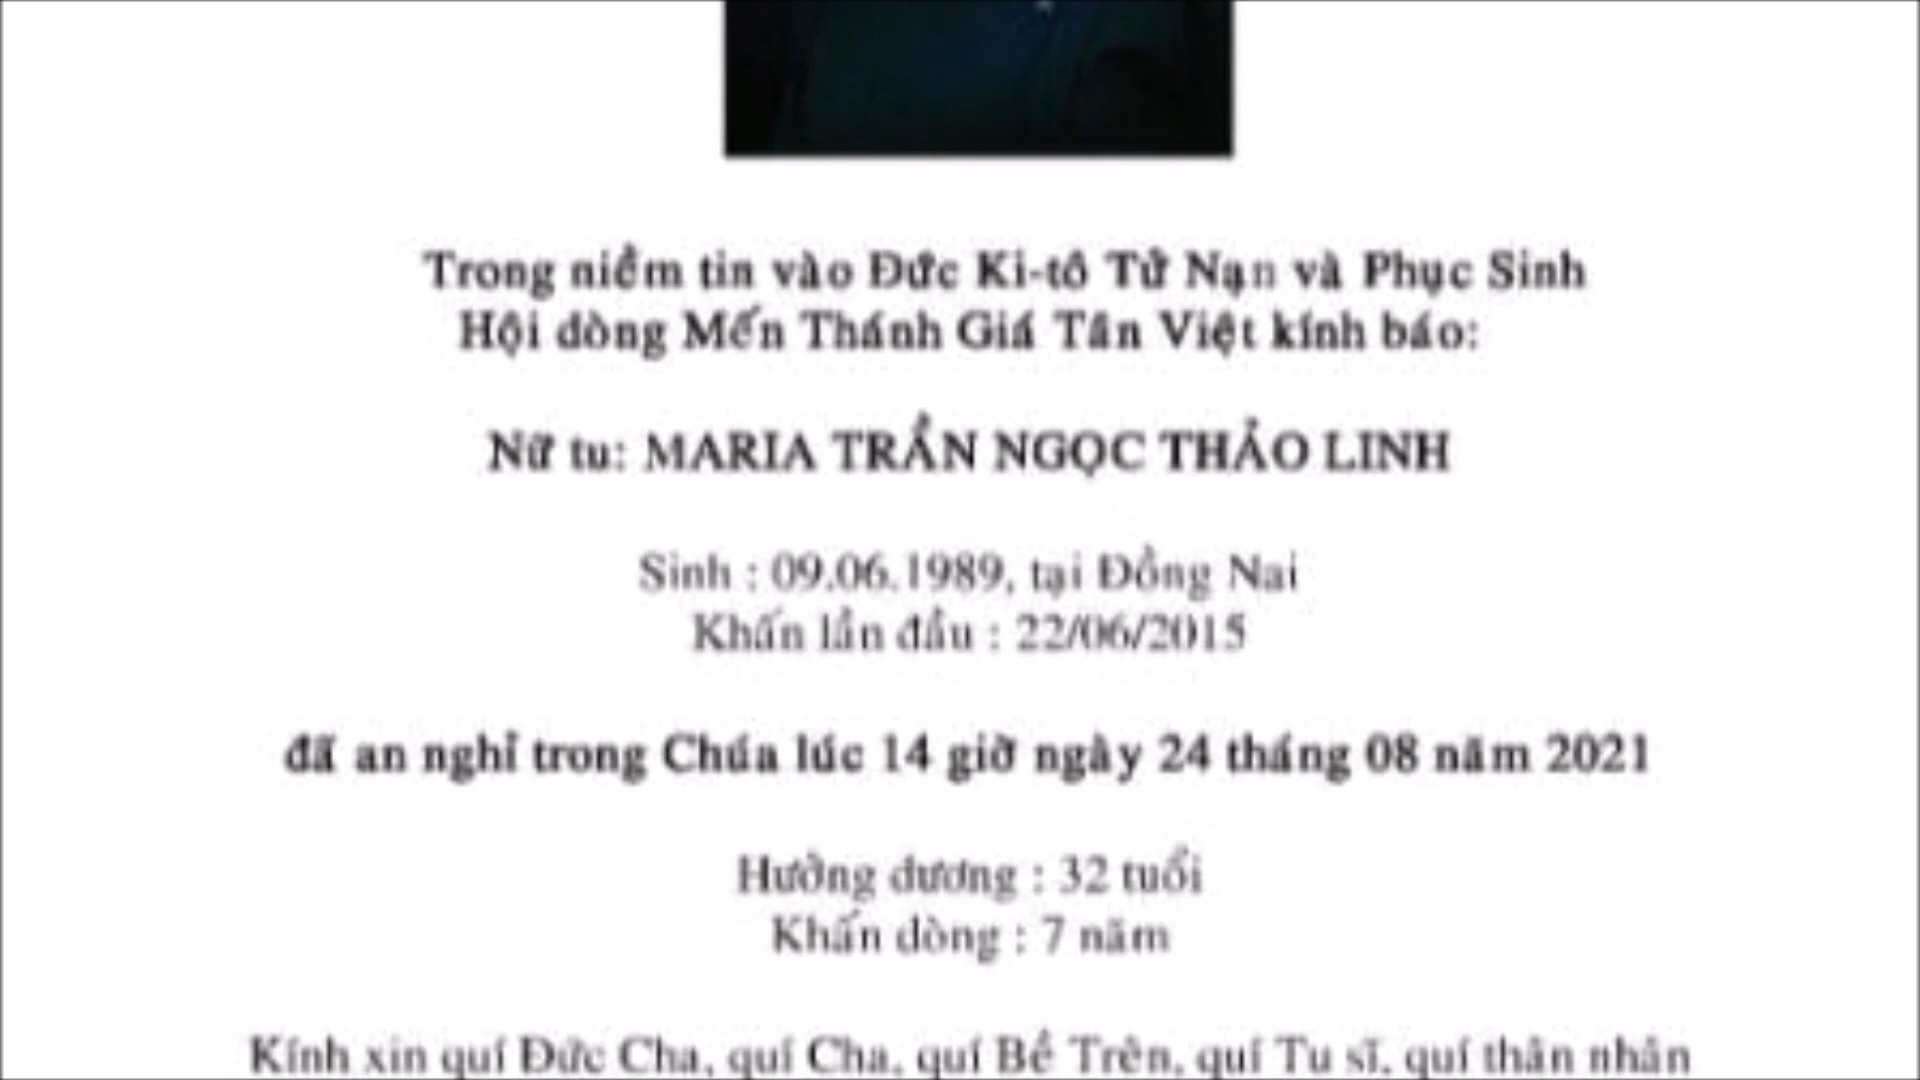 Trong niềm tin vào Đức Ki-tô Tử Nạn và Phục Sinh
Hội dòng Mến Thánh Giá Tân Việt kính báo:
Nữ tu: MARIA TRẦN NGỌC THẢO LINH
Sinh : 09.06.1989, tại Đồng Nai
Khấn lần đầu : 22/06/2015
đã an nghỉ trong Chúa lúc 14 giờ ngày 24 tháng 08 năm 2021
Hưởng dương : 32 tuổi
Khấn dòng : 7 năm
Kính xin quí Đức Cha, quí Cha, quí Bề Trên, quí Tu sĩ, quí thân nhân